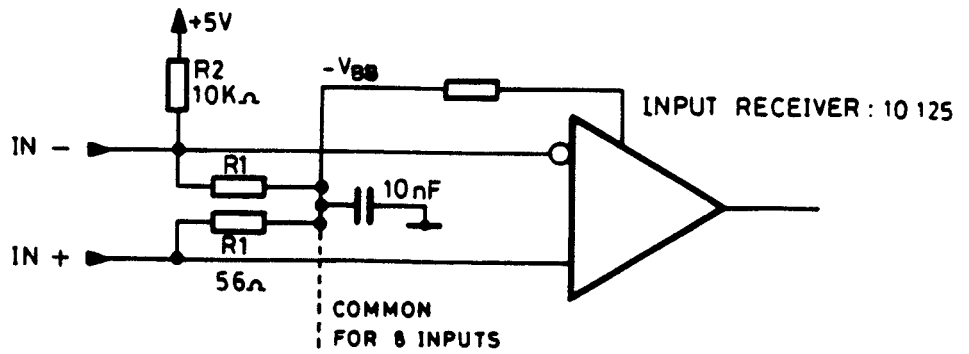 +5V
R2
10KΩ
-VBB
INPUT RECEIVER: 10 125
IN -
R1
10nF
IN +
R1
56Ω
COMMON
FOR 8 INPUTS